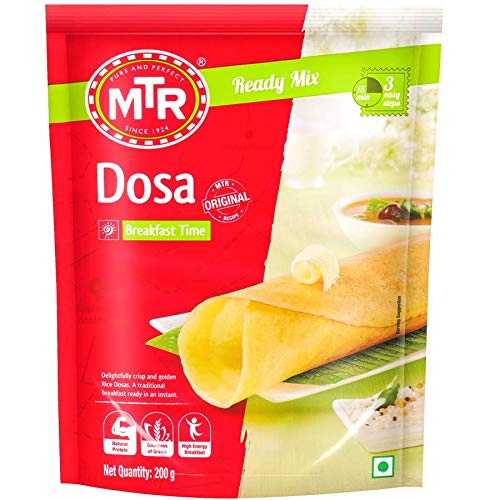 PURE AND PERFECT
MTR
®
SINCE 1924
Ready Mix
15 min
3 easy steps
Dosa
MTR
ORIGINAL
RECIPE
Breakfast Time
Delightfully crisp and golden
Rice Dosas. A traditional
breakfast ready in an instant.
Serving Suggestion
Natural
Protein
Goodness
of Grains
High Energy
Breakfast
Net Quantity: 200 g